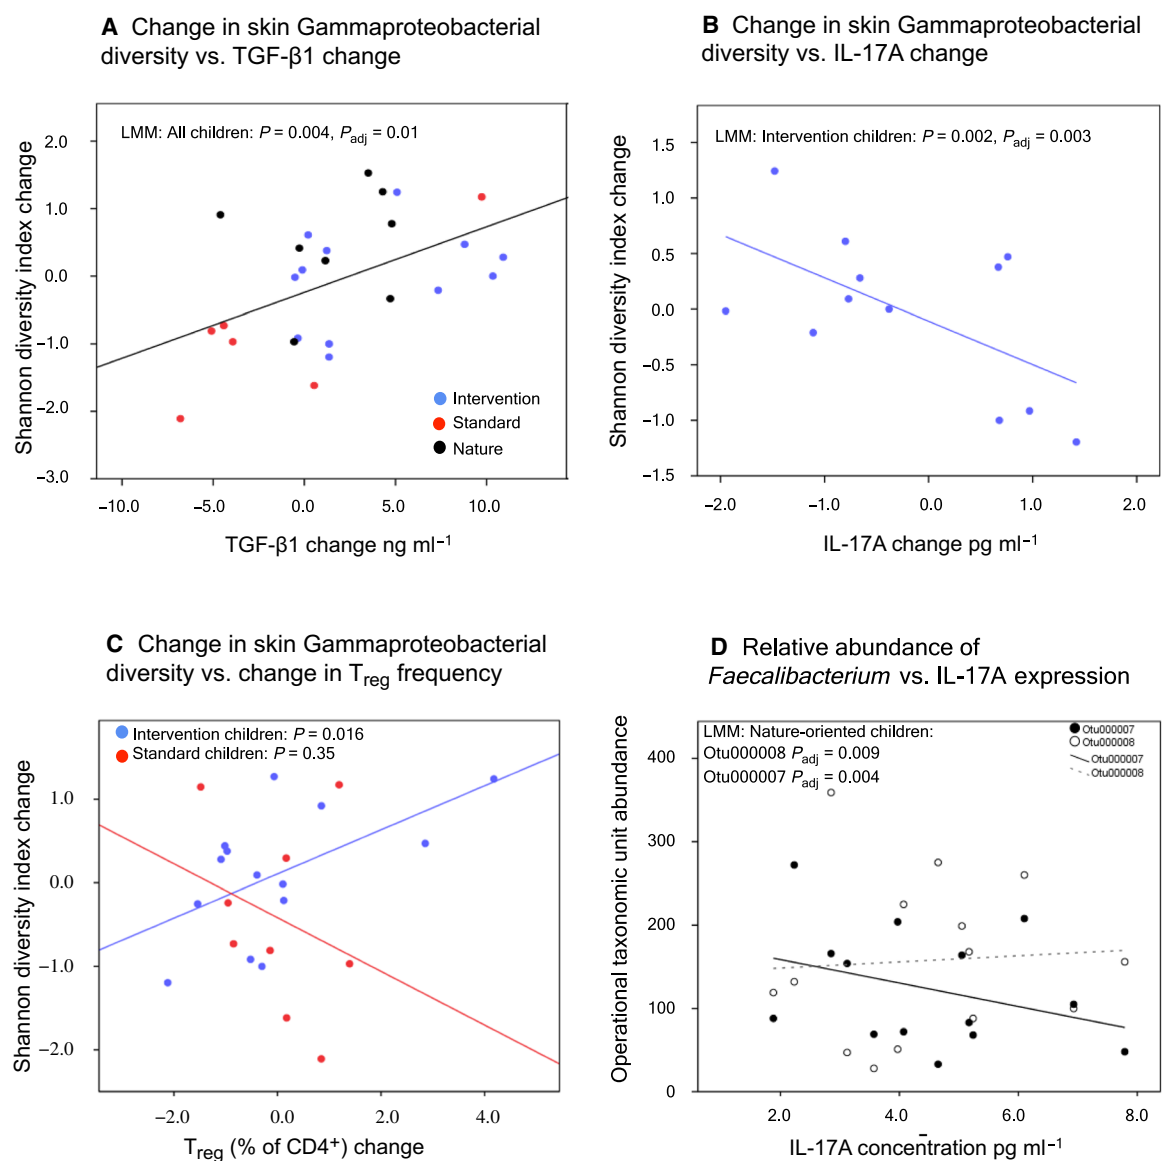 A Change in skin Gammaproteobacterial
diversity vs. TGF-β1 change
LMM: All children: P = 0.004, Padj = 0.01
Shannon diversity index change
2.0
1.0
0.0
−1.0
−2.0
−3.0
Intervention
Standard
Nature
−10.0
−5.0
0.0
5.0
10.0
TGF-β1 change ng ml−1
B Change in skin Gammaproteobacterial
diversity vs. IL-17A change
LMM: Intervention children: P = 0.002, Padj = 0.003
Shannon diversity index change
1.5
1.0
0.5
0.0
−0.5
−1.0
−1.5
−2.0
−1.0
0.0
1.0
2.0
IL-17A change pg ml−1
C Change in skin Gammaproteobacterial
diversity vs. change in Treg frequency
Intervention children: P = 0.016
Standard children: P = 0.35
Shannon diversity index change
1.0
0.0
−1.0
−2.0
−2.0
0.0
2.0
4.0
Treg (% of CD4+) change
D Relative abundance of
Faecalibacterium vs. IL-17A expression
LMM: Nature-oriented children:
Otu000008 Padj = 0.009
Otu000007 Padj = 0.004
Otu000007
Otu000008
Otu000007
Otu000008
Operational taxonomic unit abundance
400
300
200
100
0
2.0
4.0
6.0
8.0
IL-17A concentration pg ml−1